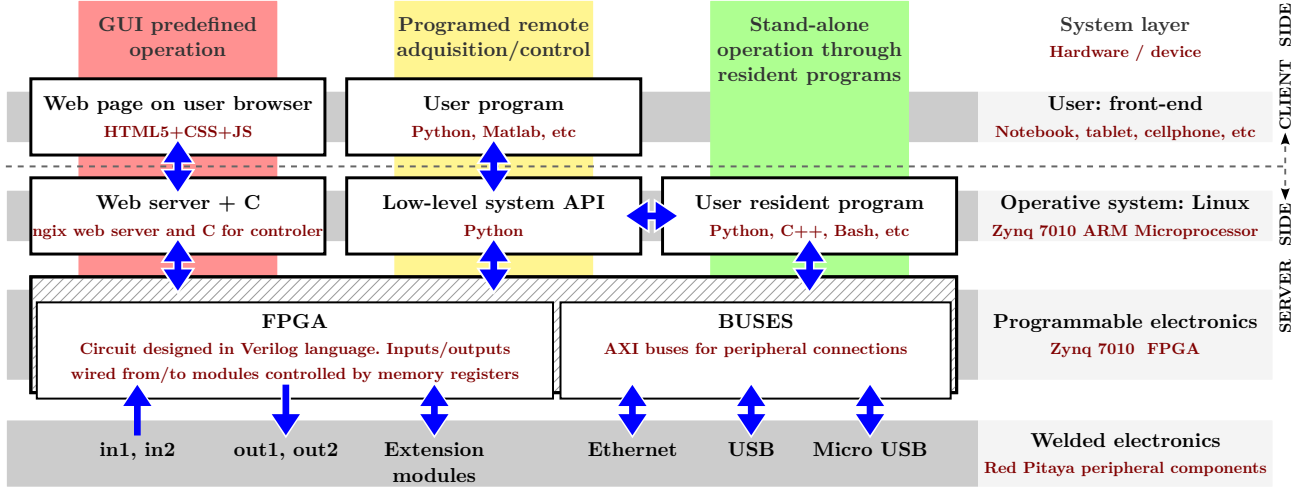 GUI predefined
operation
Programed remote
adquisition/control
Stand-alone
operation through
resident programs
System layer
Hardware / device
Web page on user browser
HTML5+CSS+JS
User program
Python, Matlab, etc
User: front-end
Notebook, tablet, cellphone, etc
CLIENT SIDE
Web server + C
ngix web server and C for controler
Low-level system API
Python
User resident program
Python, C++, Bash, etc
Operative system: Linux
Zynq 7010 ARM Microprocessor
SERVER SIDE
FPGA
Circuit designed in Verilog language. Inputs/outputs
wired from/to modules controlled by memory registers
BUSES
AXI buses for peripheral connections
Programmable electronics
Zynq 7010 FPGA
in1, in2
out1, out2
Extension
modules
Ethernet
USB
Micro USB
Welded electronics
Red Pitaya peripheral components